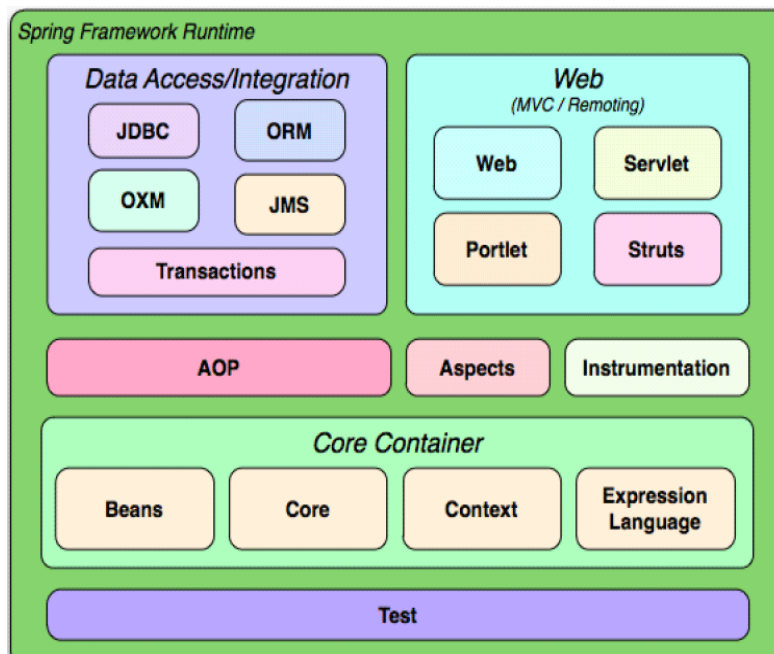 Spring Framework Runtime
Data Access/Integration
JDBC
ORM
OXM
JMS
Transactions
Web
(MVC / Remoting)
Web
Servlet
Portlet
Struts
AOP
Aspects
Instrumentation
Core Container
Beans
Core
Context
Expression
Language
Test